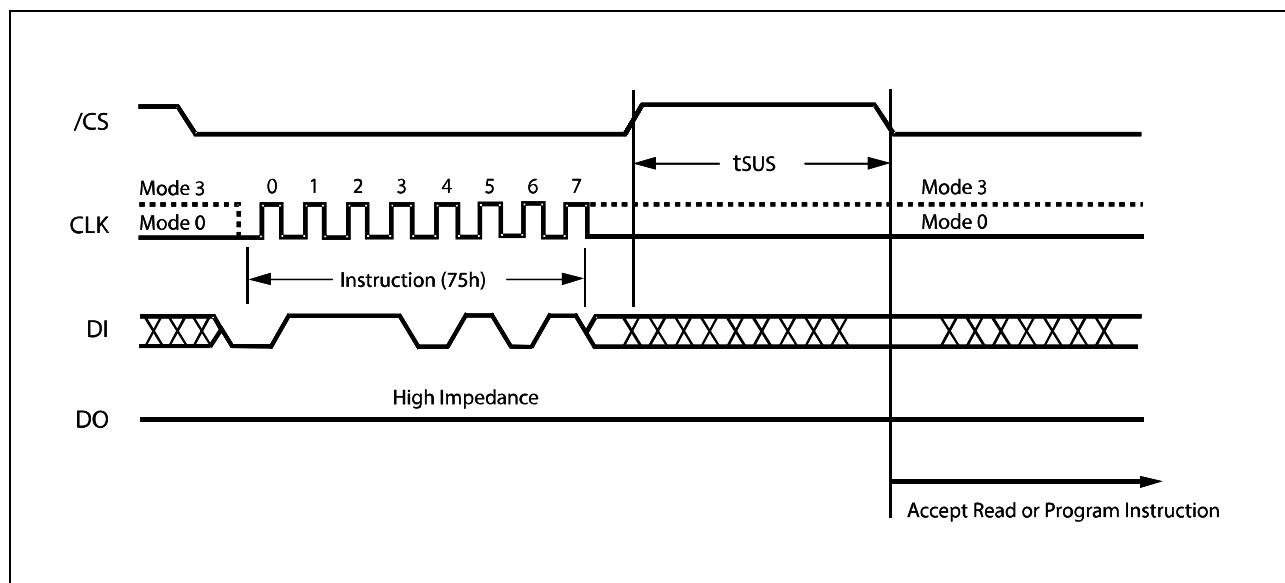 /CS
tSUS
Mode 3 0 1 2 3 4 5 6 7 Mode 3
CLK Mode 0 Mode 0
Instruction (75h)
DI
High Impedance
DO
Accept Read or Program Instruction